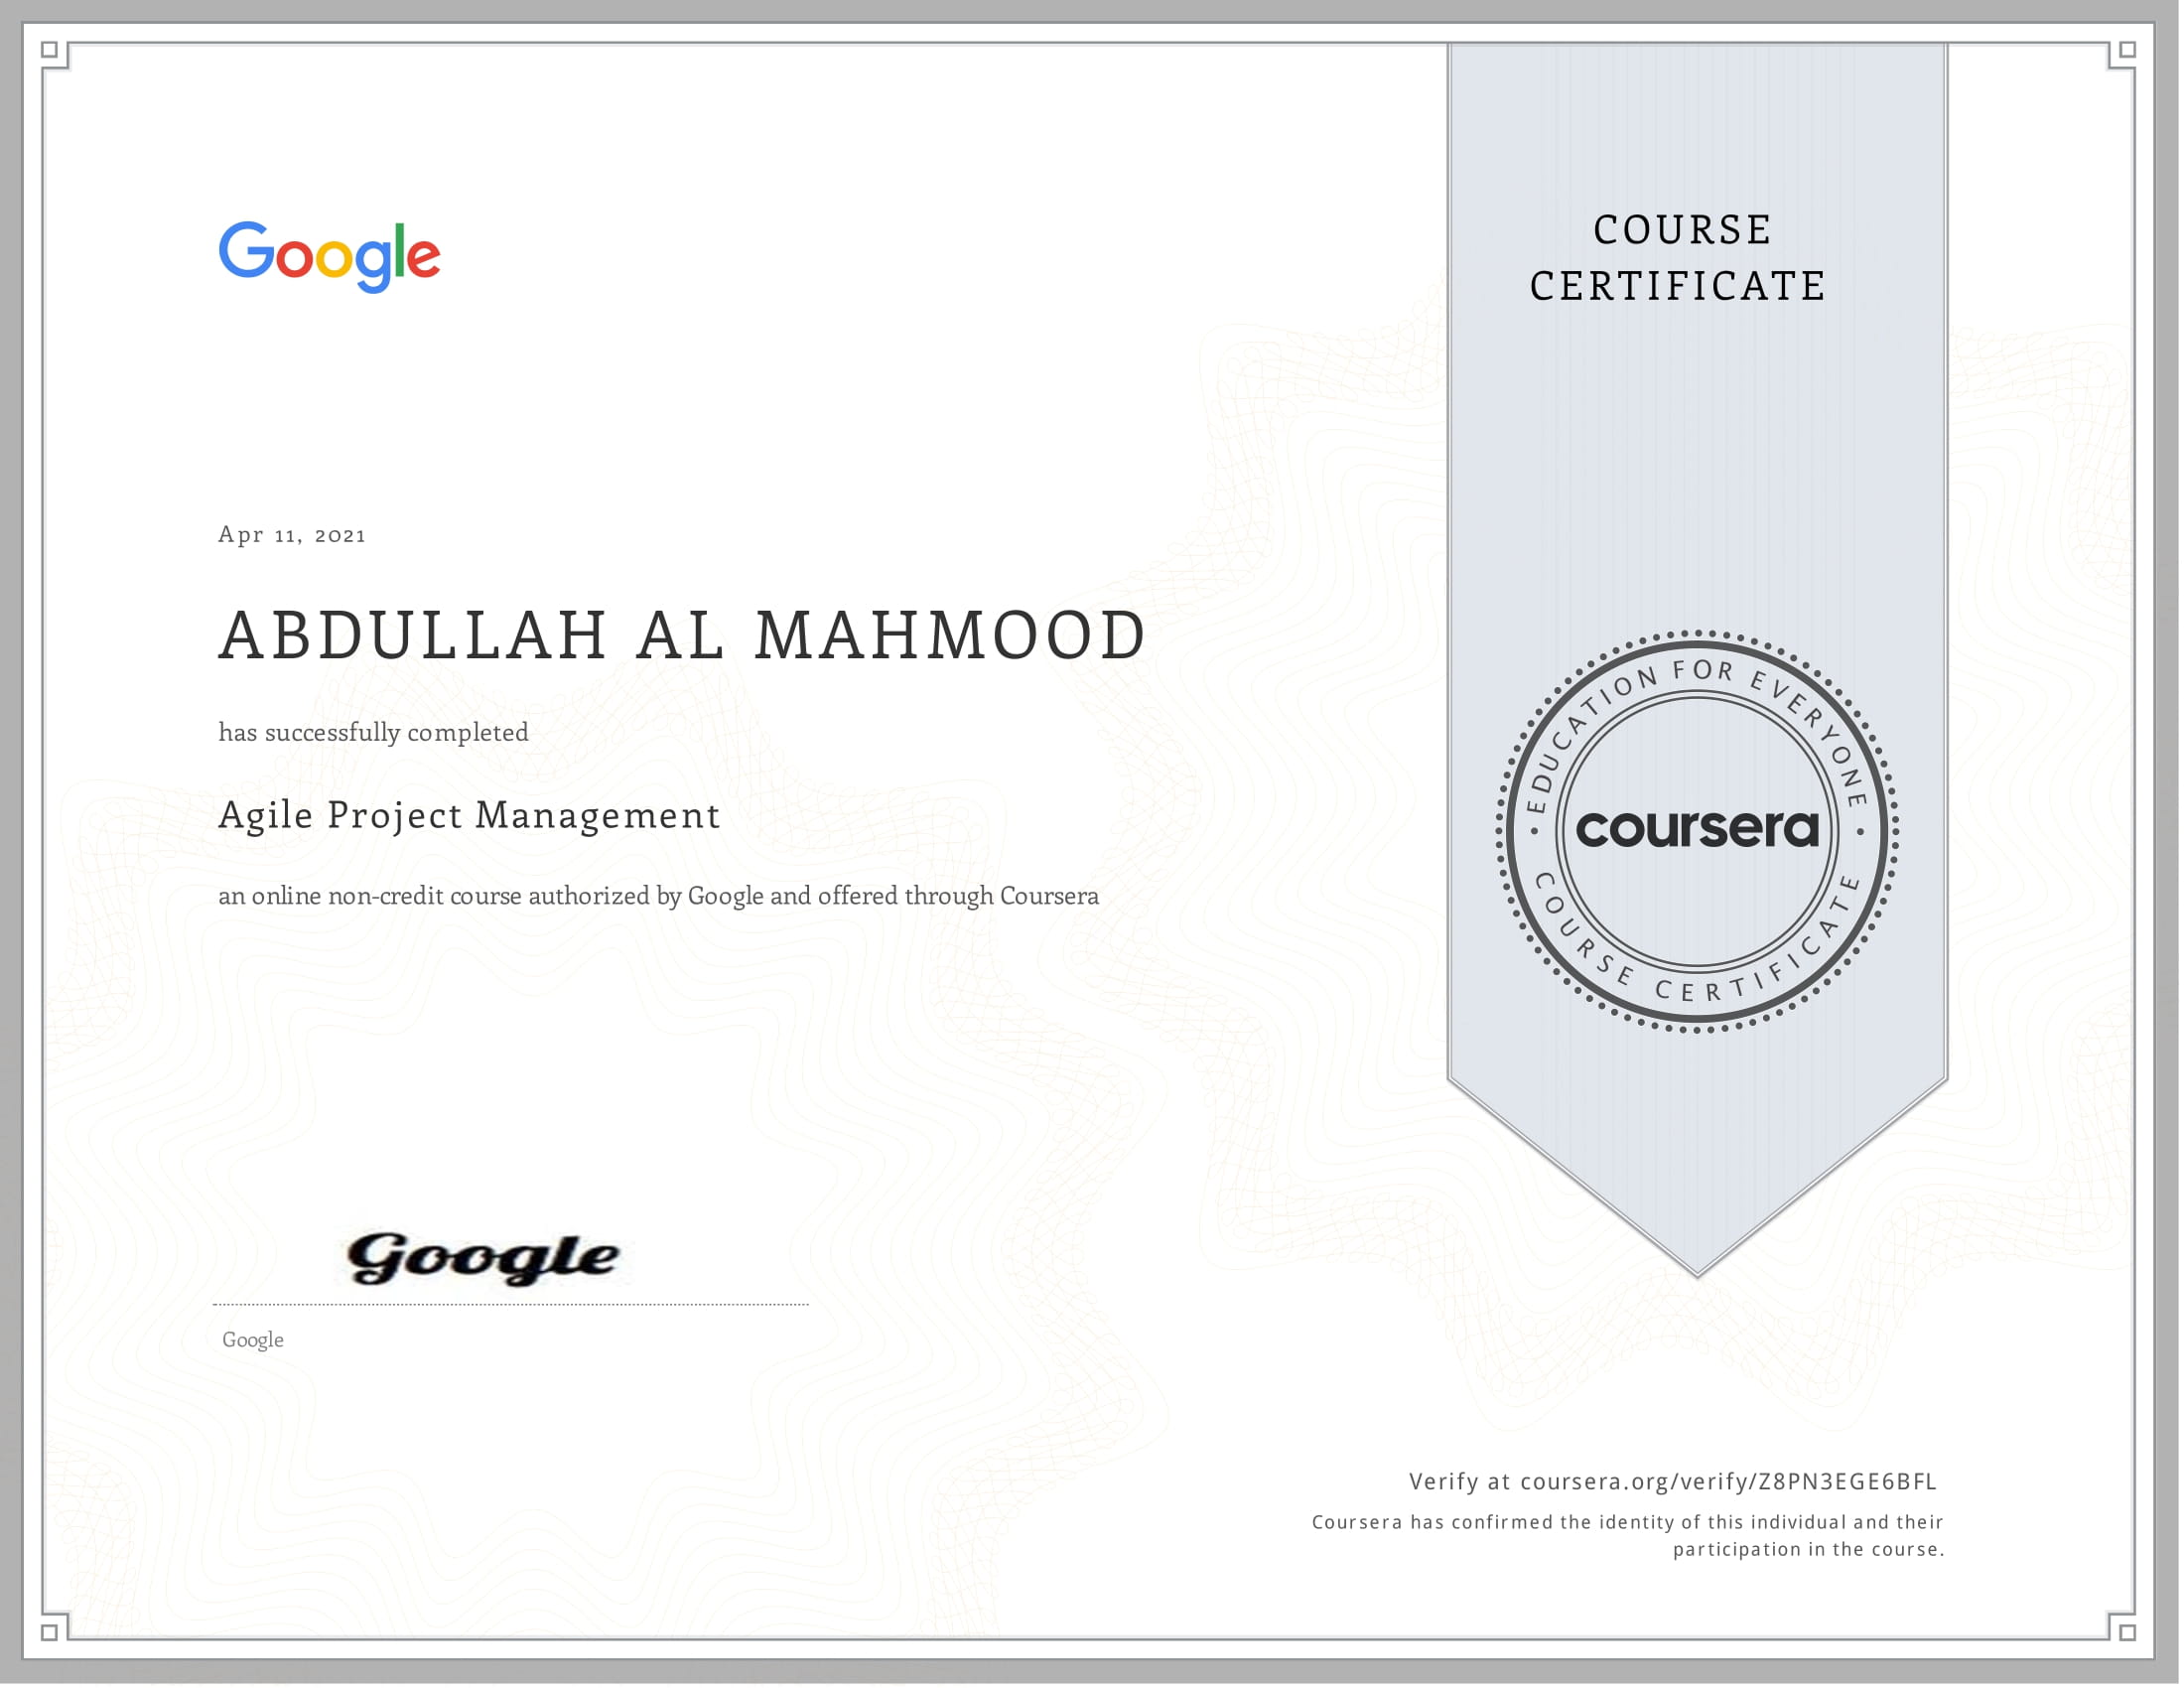 Google
COURSE
CERTIFICATE
Apr 11, 2021
ABDULLAH AL MAHMOOD
has successfully completed
Agile Project Management
an online non-credit course authorized by Google and offered through Coursera
EDUCATION FOR EVERYONE
coursera
COURSE CERTIFICATE
Google
Google
Verify at coursera.org/verify/Z8PN3EGE6BFL
Coursera has confirmed the identity of this individual and their
participation in the course.